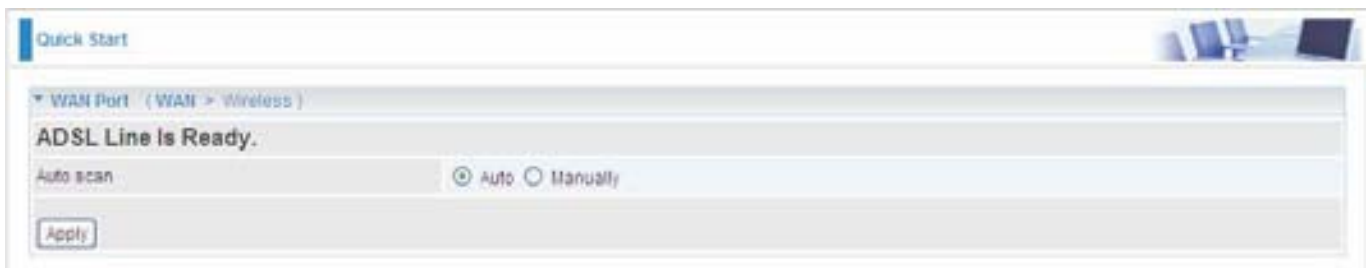 Quick Start
WAN Port ( WAN > Wireless )
ADSL Line Is Ready.
Auto scan Auto Manually
Apply